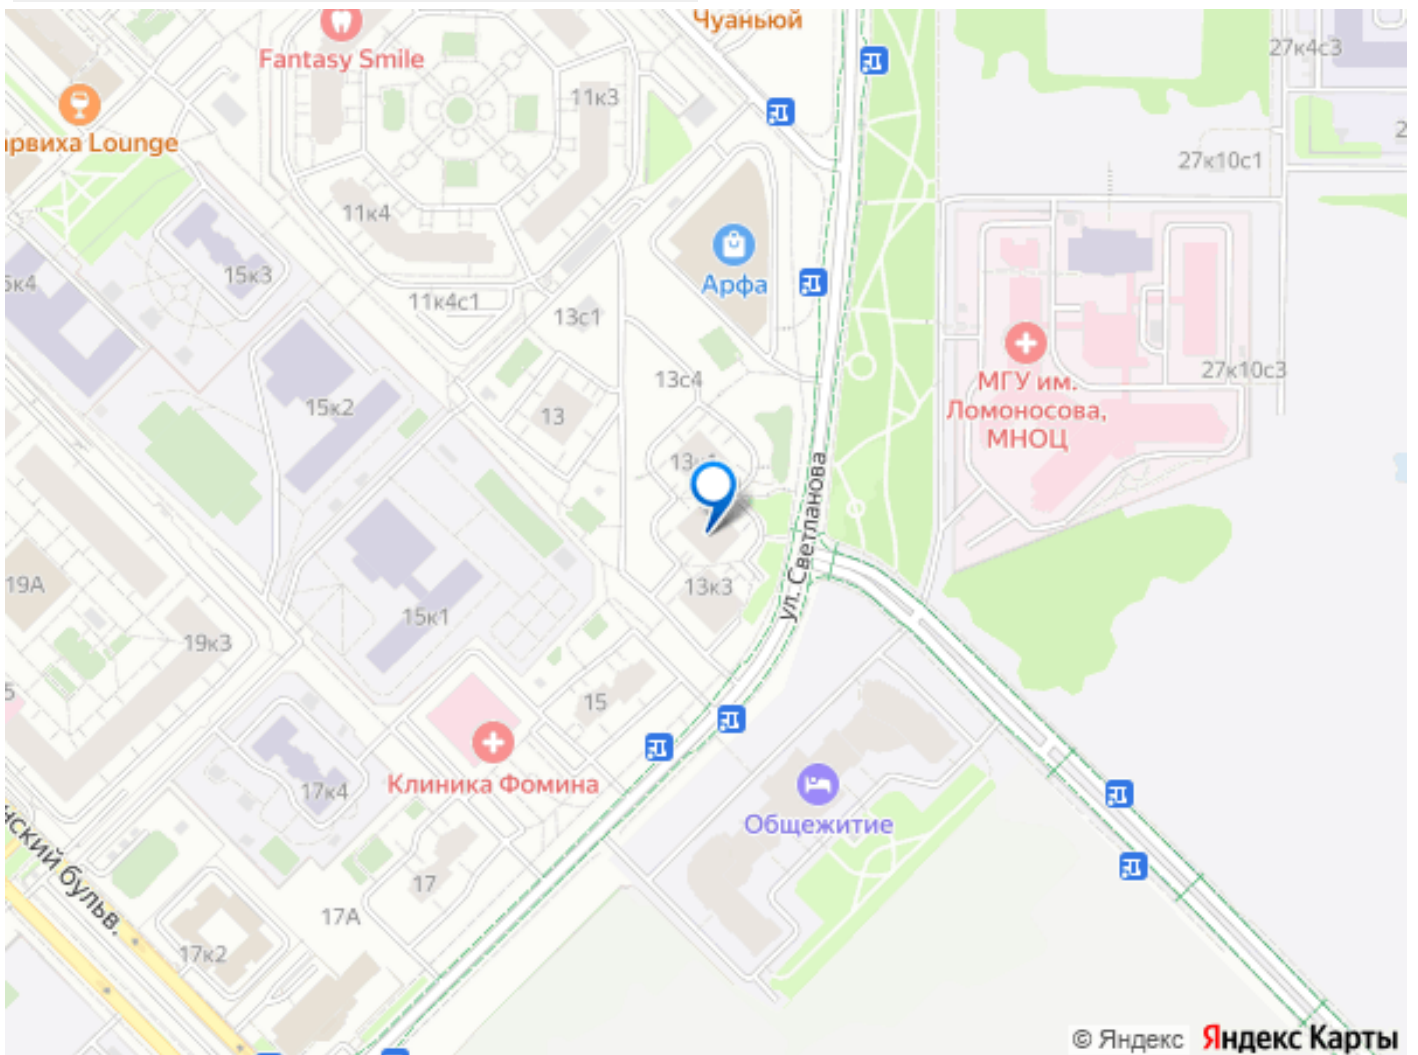 Чуаньюй
Fantasy Smile
27к4с3
11к3
рвиха Lounge
27к10с1
11к4
15к3
Арфа
11к4с1
13с1
27к10с3
13с4
МГУ им.
Ломоносова,
МНОЦ
15к2
13
ул. Светланова
19А
13к3
15к1
19к3
15
Клиника Фомина
17к4
Общежитие
нский бульв.
17
17А
17к2
© Яндекс Яндекс Карты